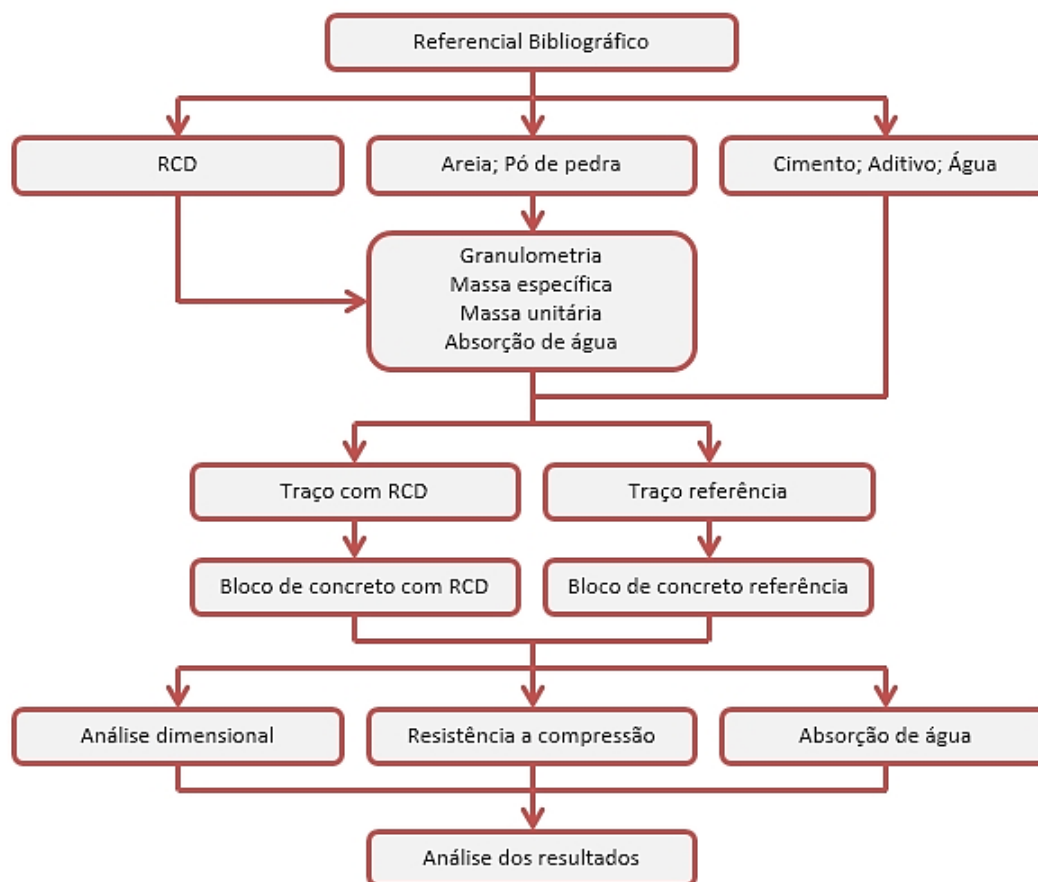 Referencial Bibliográfico
RCD
Areia; Pó de pedra
Cimento; Aditivo; Água
Granulometria
Massa específica
Massa unitária
Absorção de água
Traço com RCD
Traço referência
Bloco de concreto com RCD
Bloco de concreto referência
Análise dimensional
Resistência a compressão
Absorção de água
Análise dos resultados